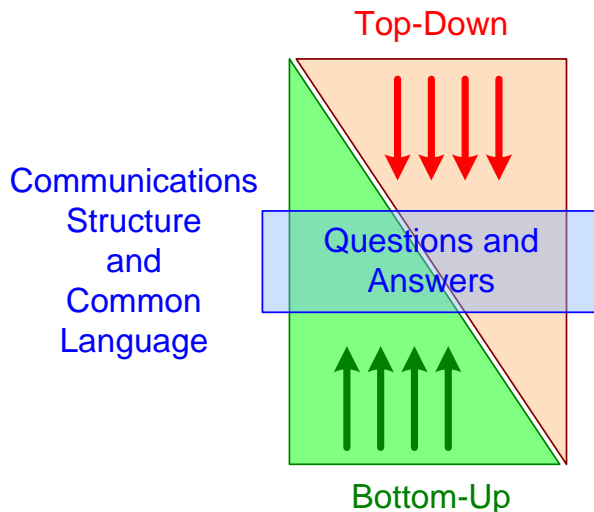 Top-Down
Communications
Structure
and
Common
Language
Questions and
Answers
Bottom-Up